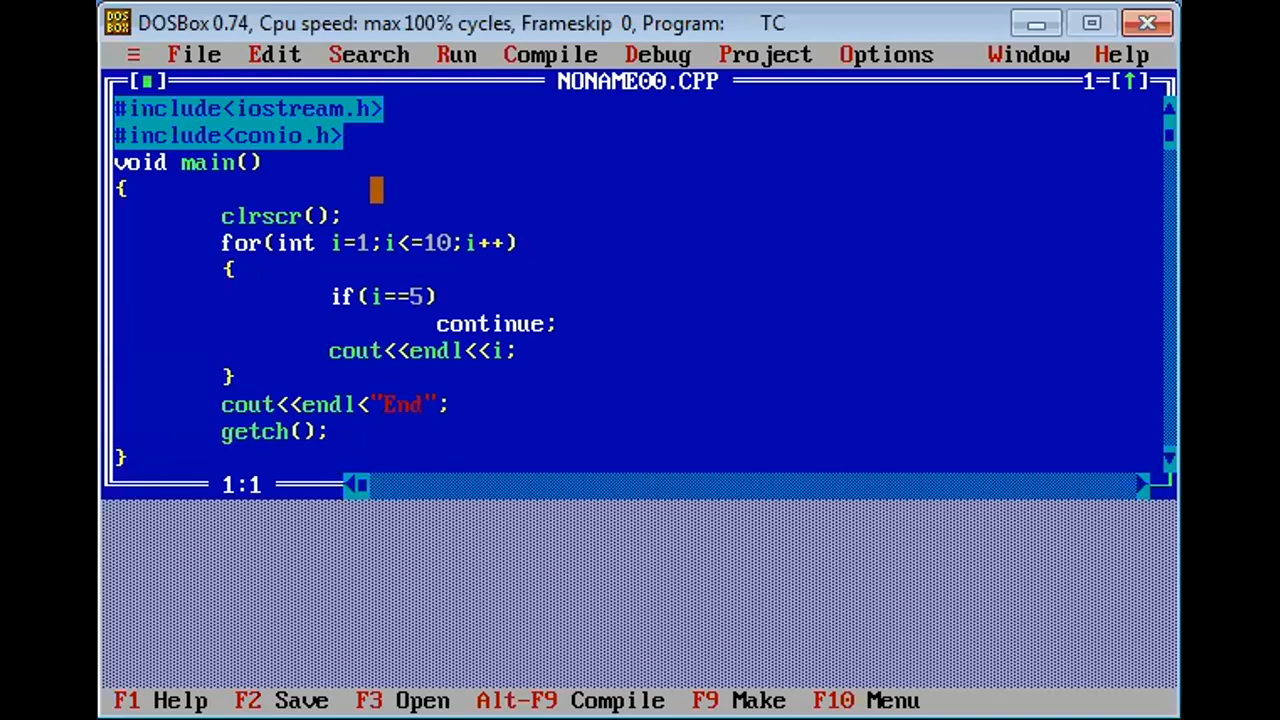 DOSBox 0.74, Cpu speed: max 100% cycles, Frameskip 0, Program: TC
≡ File Edit Search Run Compile Debug Project Options Window Help
[■] NONAME00.CPP 1=[↑]
#include<iostream.h>
#include<conio.h>
void main()
{
clrscr();
for(int i=1;i<=10;i++)
{
if(i==5)
continue;
cout<<endl<<i;
}
cout<<endl<"End";
getch();
}
1:1
F1 Help F2 Save F3 Open Alt-F9 Compile F9 Make F10 Menu